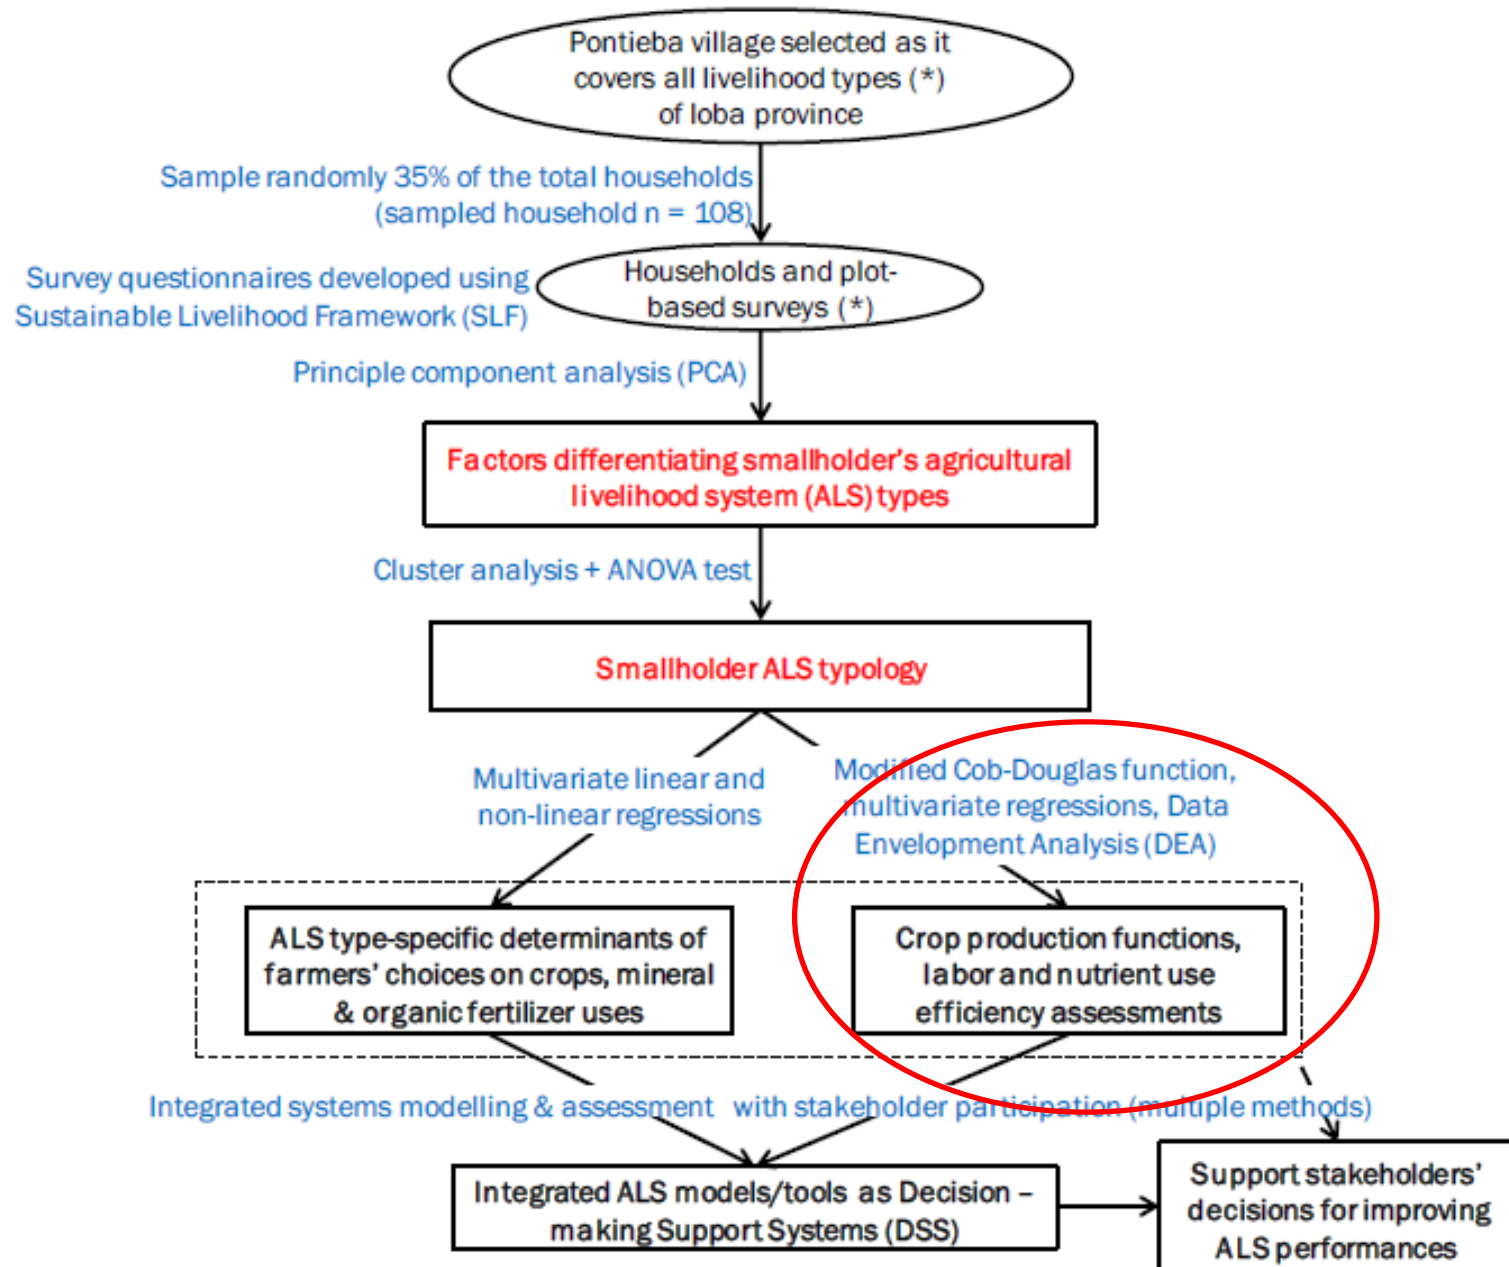 Pontieba village selected as it
covers all livelihood types (*)
of Ioba province
Sample randomly 35% of the total households
(sampled household n = 108)
Survey questionnaires developed using
Sustainable Livelihood Framework (SLF)
Households and plot-
based surveys (*)
Principle component analysis (PCA)
Factors differentiating smallholder's agricultural
livelihood system (ALS) types
Cluster analysis + ANOVA test
Smallholder ALS typology
Multivariate linear and
non-linear regressions
Modified Cob-Douglas function,
multivariate regressions, Data
Envelopment Analysis (DEA)
ALS type-specific determinants of
farmers' choices on crops, mineral
& organic fertilizer uses
Crop production functions,
labor and nutrient use
efficiency assessments
Integrated systems modelling & assessment with stakeholder participation (multiple methods)
Integrated ALS models/tools as Decision –
making Support Systems (DSS)
Support stakeholders'
decisions for improving
ALS performances